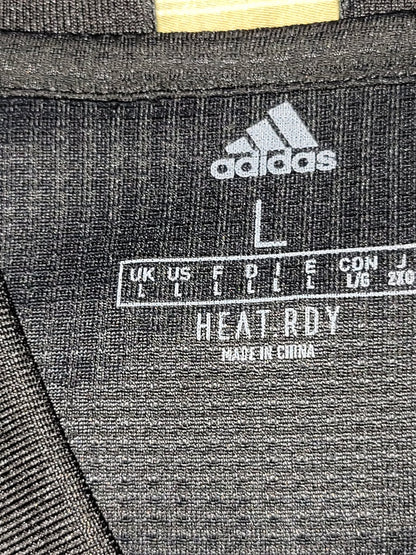 adidas
L
UK US F D I E CON J
L L L L L L L/G 2XO
HEAT.RDY
MADE IN CHINA